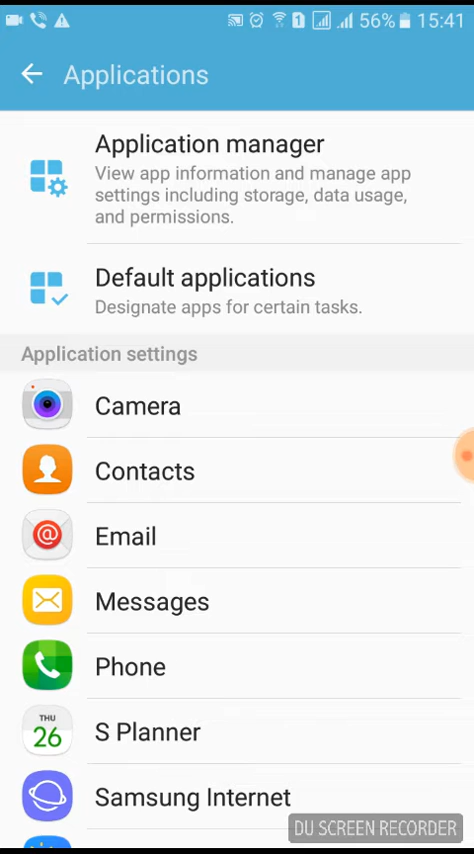 1 56% 15:41
Applications
Application manager
View app information and manage app
settings including storage, data usage,
and permissions.
Default applications
Designate apps for certain tasks.
Application settings
Camera
Contacts
@ Email
Messages
Phone
THU
26
S Planner
Samsung Internet
DU SCREEN RECORDER